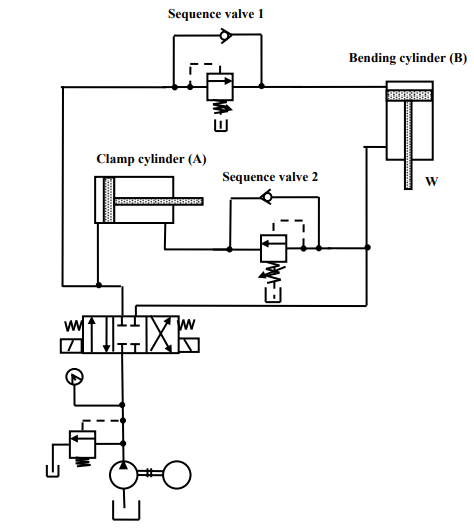 Sequence valve 1
Bending cylinder (B)
Clamp cylinder (A)
Sequence valve 2
W